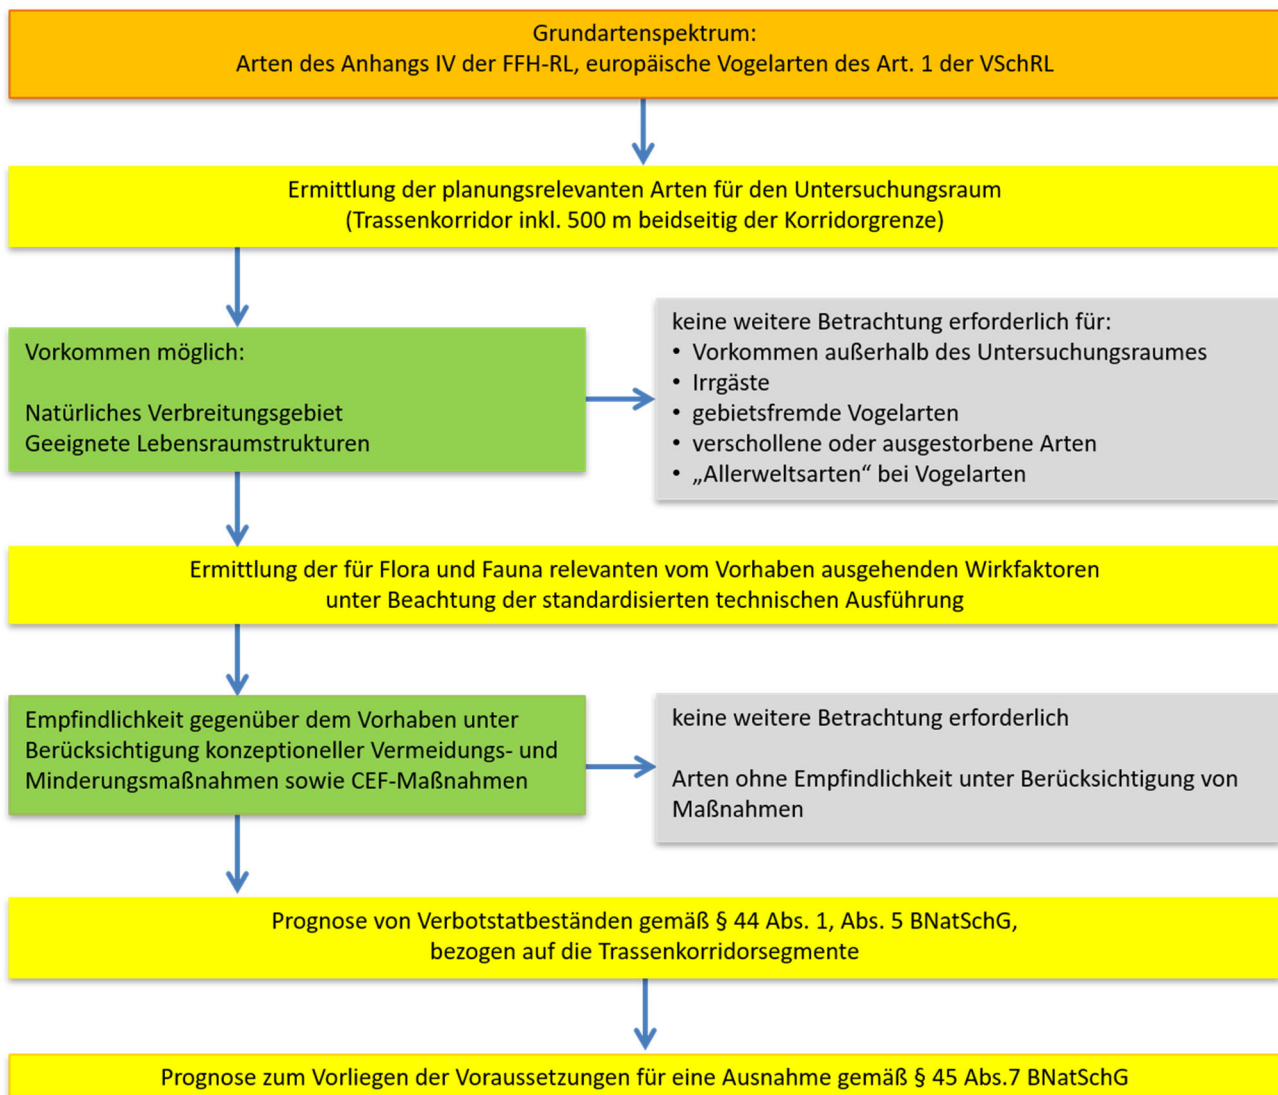 Grundartenspektrum:
Arten des Anhangs IV der FFH-RL, europäische Vogelarten des Art. 1 der VSchRL
Ermittlung der planungsrelevanten Arten für den Untersuchungsraum
(Trassenkorridor inkl. 500 m beidseitig der Korridorgrenze)
Vorkommen möglich:
Natürliches Verbreitungsgebiet
Geeignete Lebensraumstrukturen
keine weitere Betrachtung erforderlich für:
• Vorkommen außerhalb des Untersuchungsraumes
• Irrgäste
• gebietsfremde Vogelarten
• verschollene oder ausgestorbene Arten
• „Allerweltsarten“ bei Vogelarten
Ermittlung der für Flora und Fauna relevanten vom Vorhaben ausgehenden Wirkfaktoren
unter Beachtung der standardisierten technischen Ausführung
Empfindlichkeit gegenüber dem Vorhaben unter
Berücksichtigung konzeptioneller Vermeidungs- und
Minderungsmaßnahmen sowie CEF-Maßnahmen
keine weitere Betrachtung erforderlich
Arten ohne Empfindlichkeit unter Berücksichtigung von
Maßnahmen
Prognose von Verbotstatbeständen gemäß § 44 Abs. 1, Abs. 5 BNatSchG,
bezogen auf die Trassenkorridorsegmente
Prognose zum Vorliegen der Voraussetzungen für eine Ausnahme gemäß § 45 Abs.7 BNatSchG